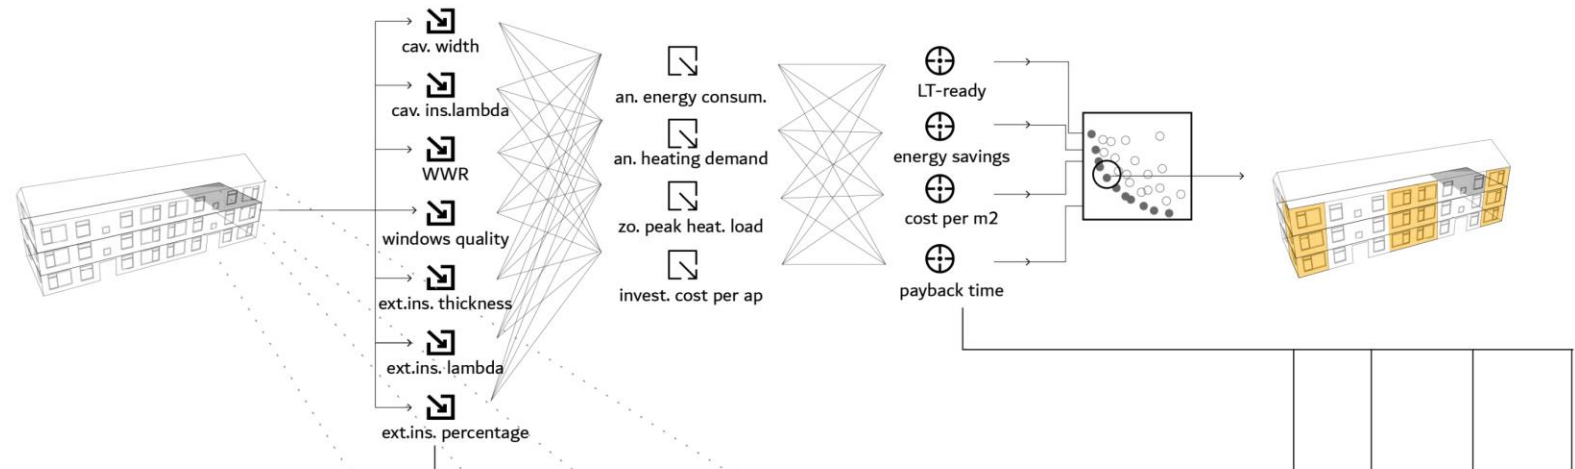 cav. width
cav. ins.lambda
WWR
windows quality
ext.ins. thickness
ext.ins. lambda
ext.ins. percentage
an. energy consum.
an. heating demand
zo. peak heat. load
invest. cost per ap
LT-ready
energy savings
cost per m2
payback time